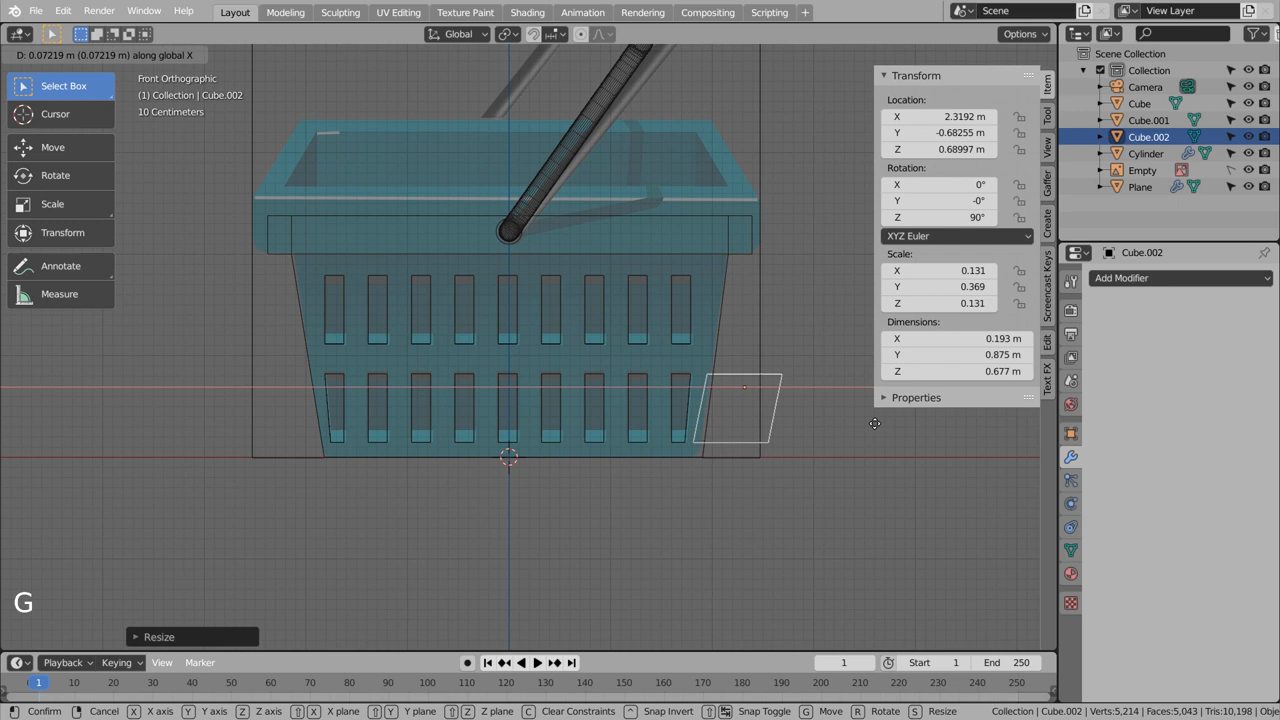 File Edit Render Window Help Layout Modeling Sculpting UV Editing Texture Paint Shading Animation Rendering Compositing Scripting + Scene View Layer
Global Options
D: 0.07219 m (0.07219 m) along global X
Front Orthographic
(1) Collection | Cube.002
10 Centimeters
Select Box
Cursor
Move
Rotate
Scale
Transform
Annotate
Measure
Transform
Location:
X 2.3192 m
Y -0.68255 m
Z 0.68997 m
Rotation:
X 0°
Y -0°
Z 90°
XYZ Euler
Scale:
X 0.131
Y 0.369
Z 0.131
Dimensions:
X 0.193 m
Y 0.875 m
Z 0.677 m
Properties
Item
Tool
View
Gaffer
Create
Screencast Keys
Edit
Text FX
Scene Collection
Collection
Camera
Cube
Cube.001
Cube.002
Cylinder
Empty
Plane
Cube.002
Add Modifier
G
Resize
Playback Keying View Marker 1 Start 1 End 250
1 10 20 30 40 50 60 70 80 90 100 110 120 130 140 150 160 170 180 190 200 210 220 230 240 250
Confirm Cancel X X axis Y Y axis Z Z axis X X plane Y Y plane Z Z plane C Clear Constraints Snap Invert Snap Toggle G Move R Rotate S Resize Collection | Cube.002 | Verts:5,214 | Faces:5,043 | Tris:10,198 | Objec